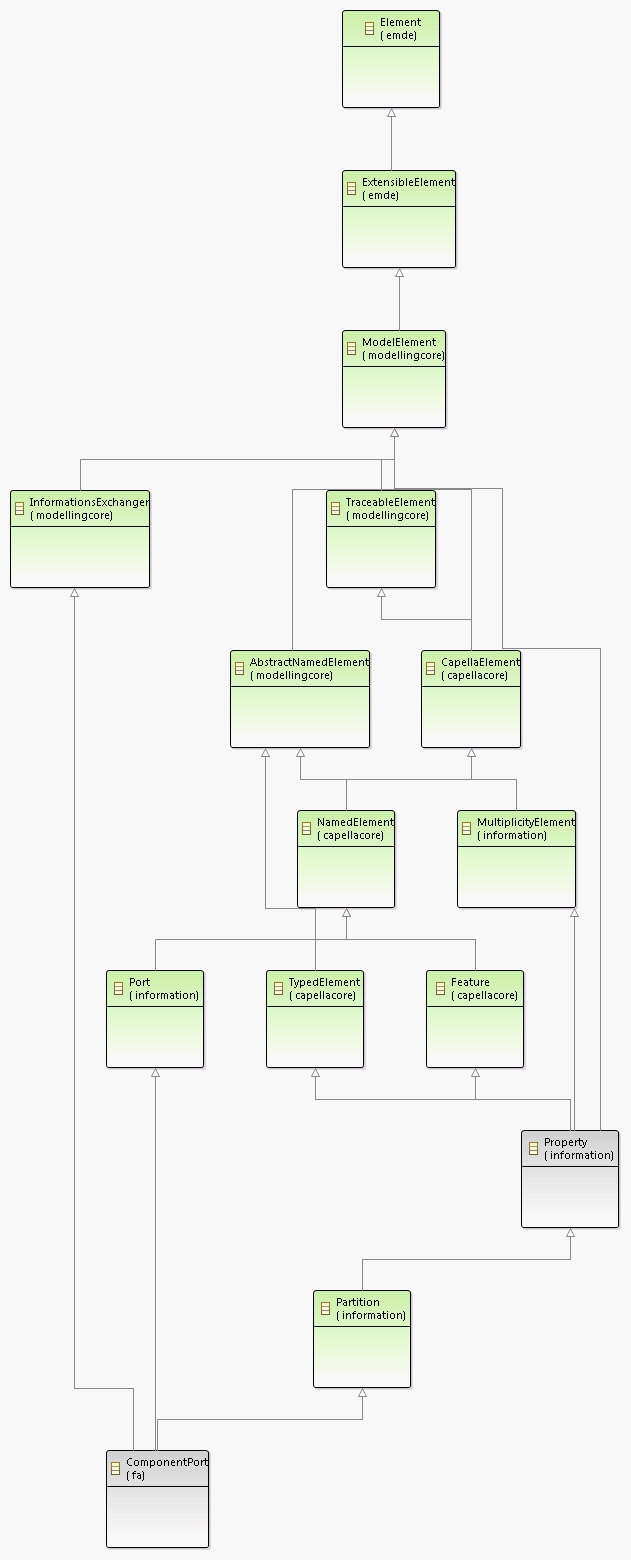 Element
( emde)
ExtensibleElement
( emde)
ModelElement
( modellingcore)
InformationsExchanger
( modellingcore)
TraceableElement
( modellingcore)
AbstractNamedElement
( modellingcore)
CapellaElement
( capellacore)
NamedElement
( capellacore)
MultiplicityElement
( information)
Port
( information)
TypedElement
( capellacore)
Feature
( capellacore)
Property
( information)
Partition
( information)
ComponentPort
( fa)